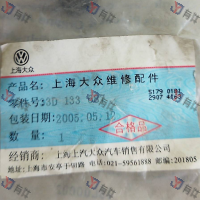 上海大众
产品名: 上海大众维修配件
5179 0101
零件号: 3D 133
2907
包装日期: 2005.05.1
数量: 1
合格品
经销商: 上海上汽大众汽车销售有限公司
地址:上海市安亭于田路 电话:021-59561888 邮编:201805